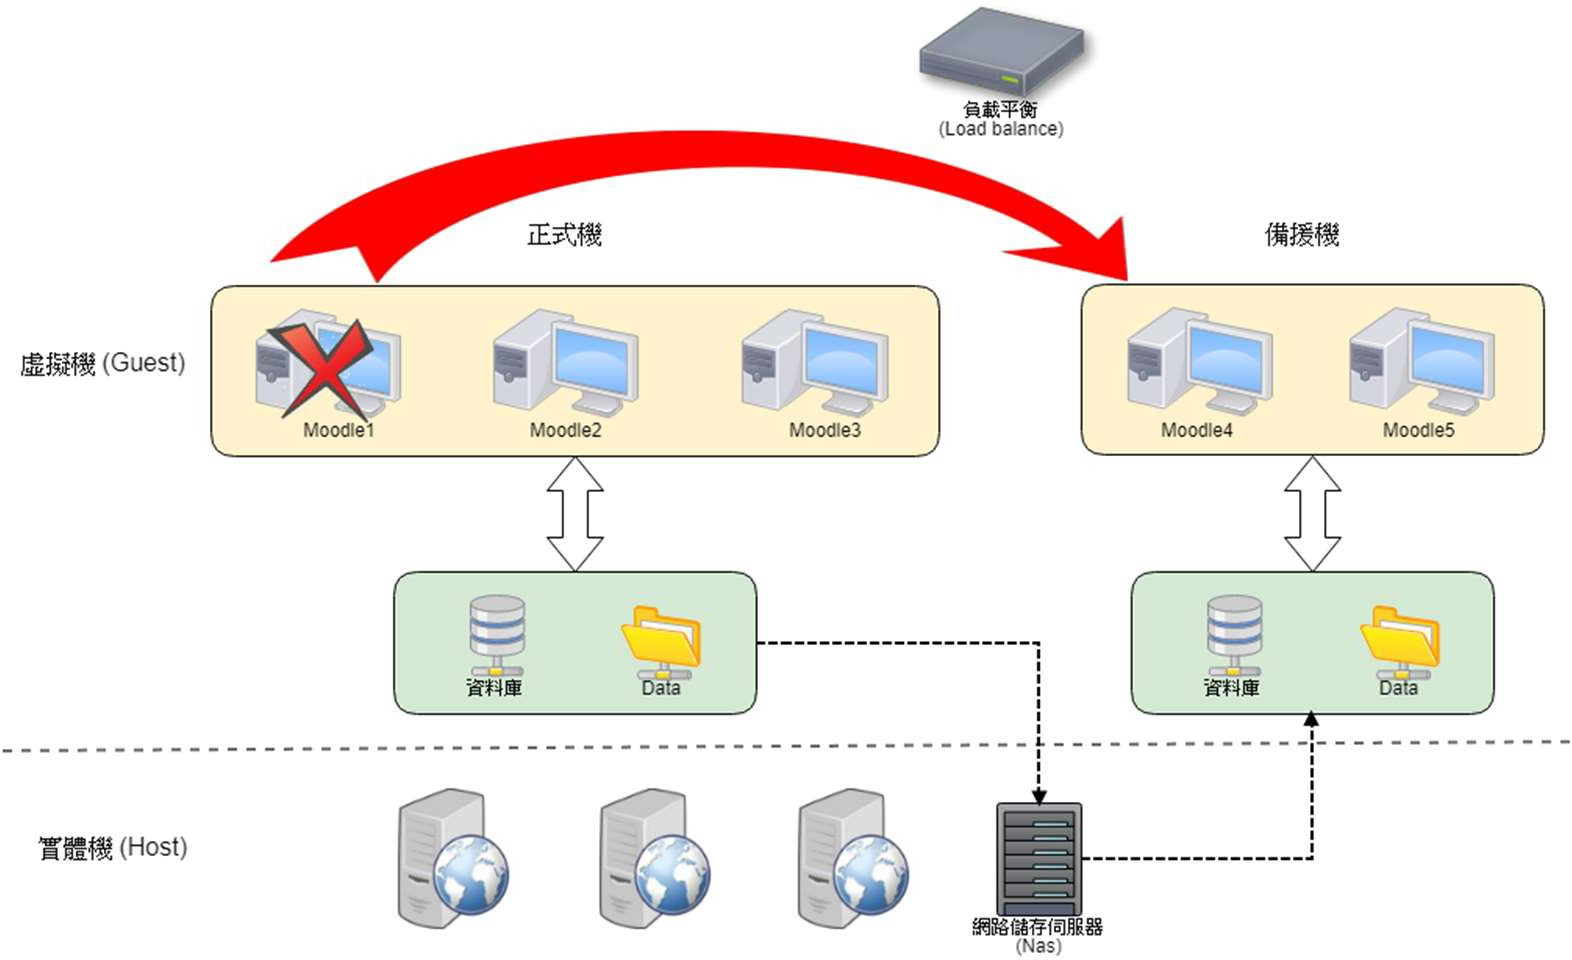 負載平衡
(Load balance)
正式機
備援機
虛擬機 (Guest)
Moodle1
Moodle2
Moodle3
Moodle4
Moodle5
資料庫
Data
資料庫
Data
實體機 (Host)
網路儲存伺服器
(Nas)